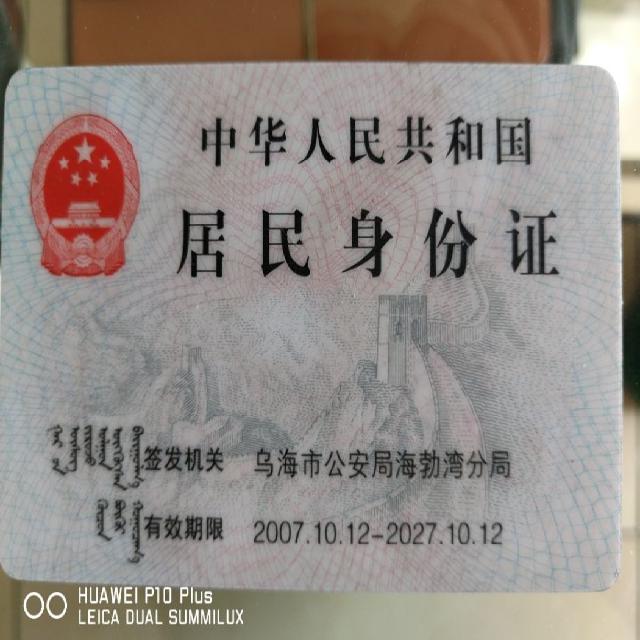 中华人民共和国
居民身份证
签发机关 乌海市公安局海勃湾分局
有效期限 2007.10.12-2027.10.12
HUAWEI P10 Plus
LEICA DUAL SUMMILUX